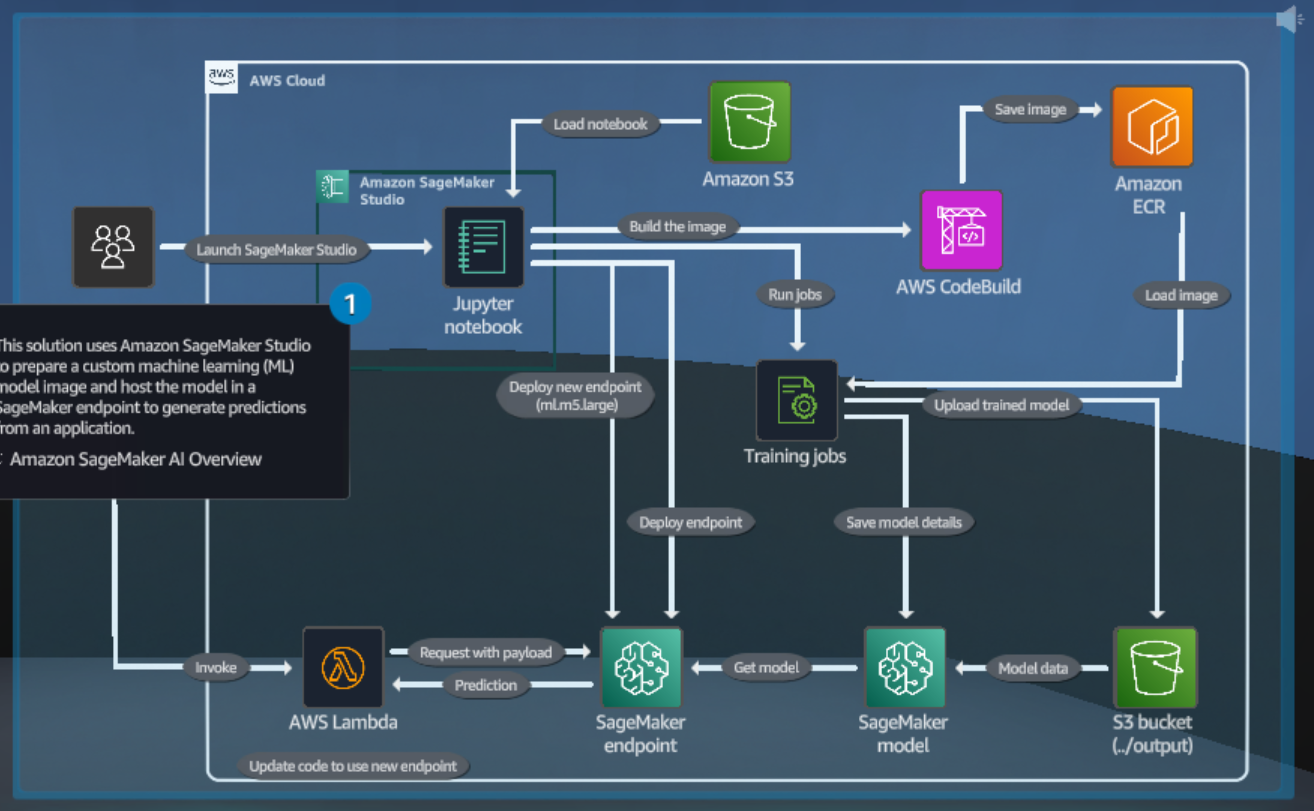 aws
AWS Cloud
Load notebook
Amazon S3
Save image
Amazon
ECR
Amazon SageMaker
Studio
Launch SageMaker Studio
Jupyter
notebook
Build the image
AWS CodeBuild
Run jobs
Load image
1
This solution uses Amazon SageMaker Studio
to prepare a custom machine learning (ML)
model image and host the model in a
SageMaker endpoint to generate predictions
from an application.
Amazon SageMaker AI Overview
Deploy new endpoint
(ml.m5.large)
Upload trained model
Training jobs
Deploy endpoint
Save model details
Invoke
AWS Lambda
Request with payload
Prediction
SageMaker
endpoint
Get model
SageMaker
model
Model data
S3 bucket
(../output)
Update code to use new endpoint